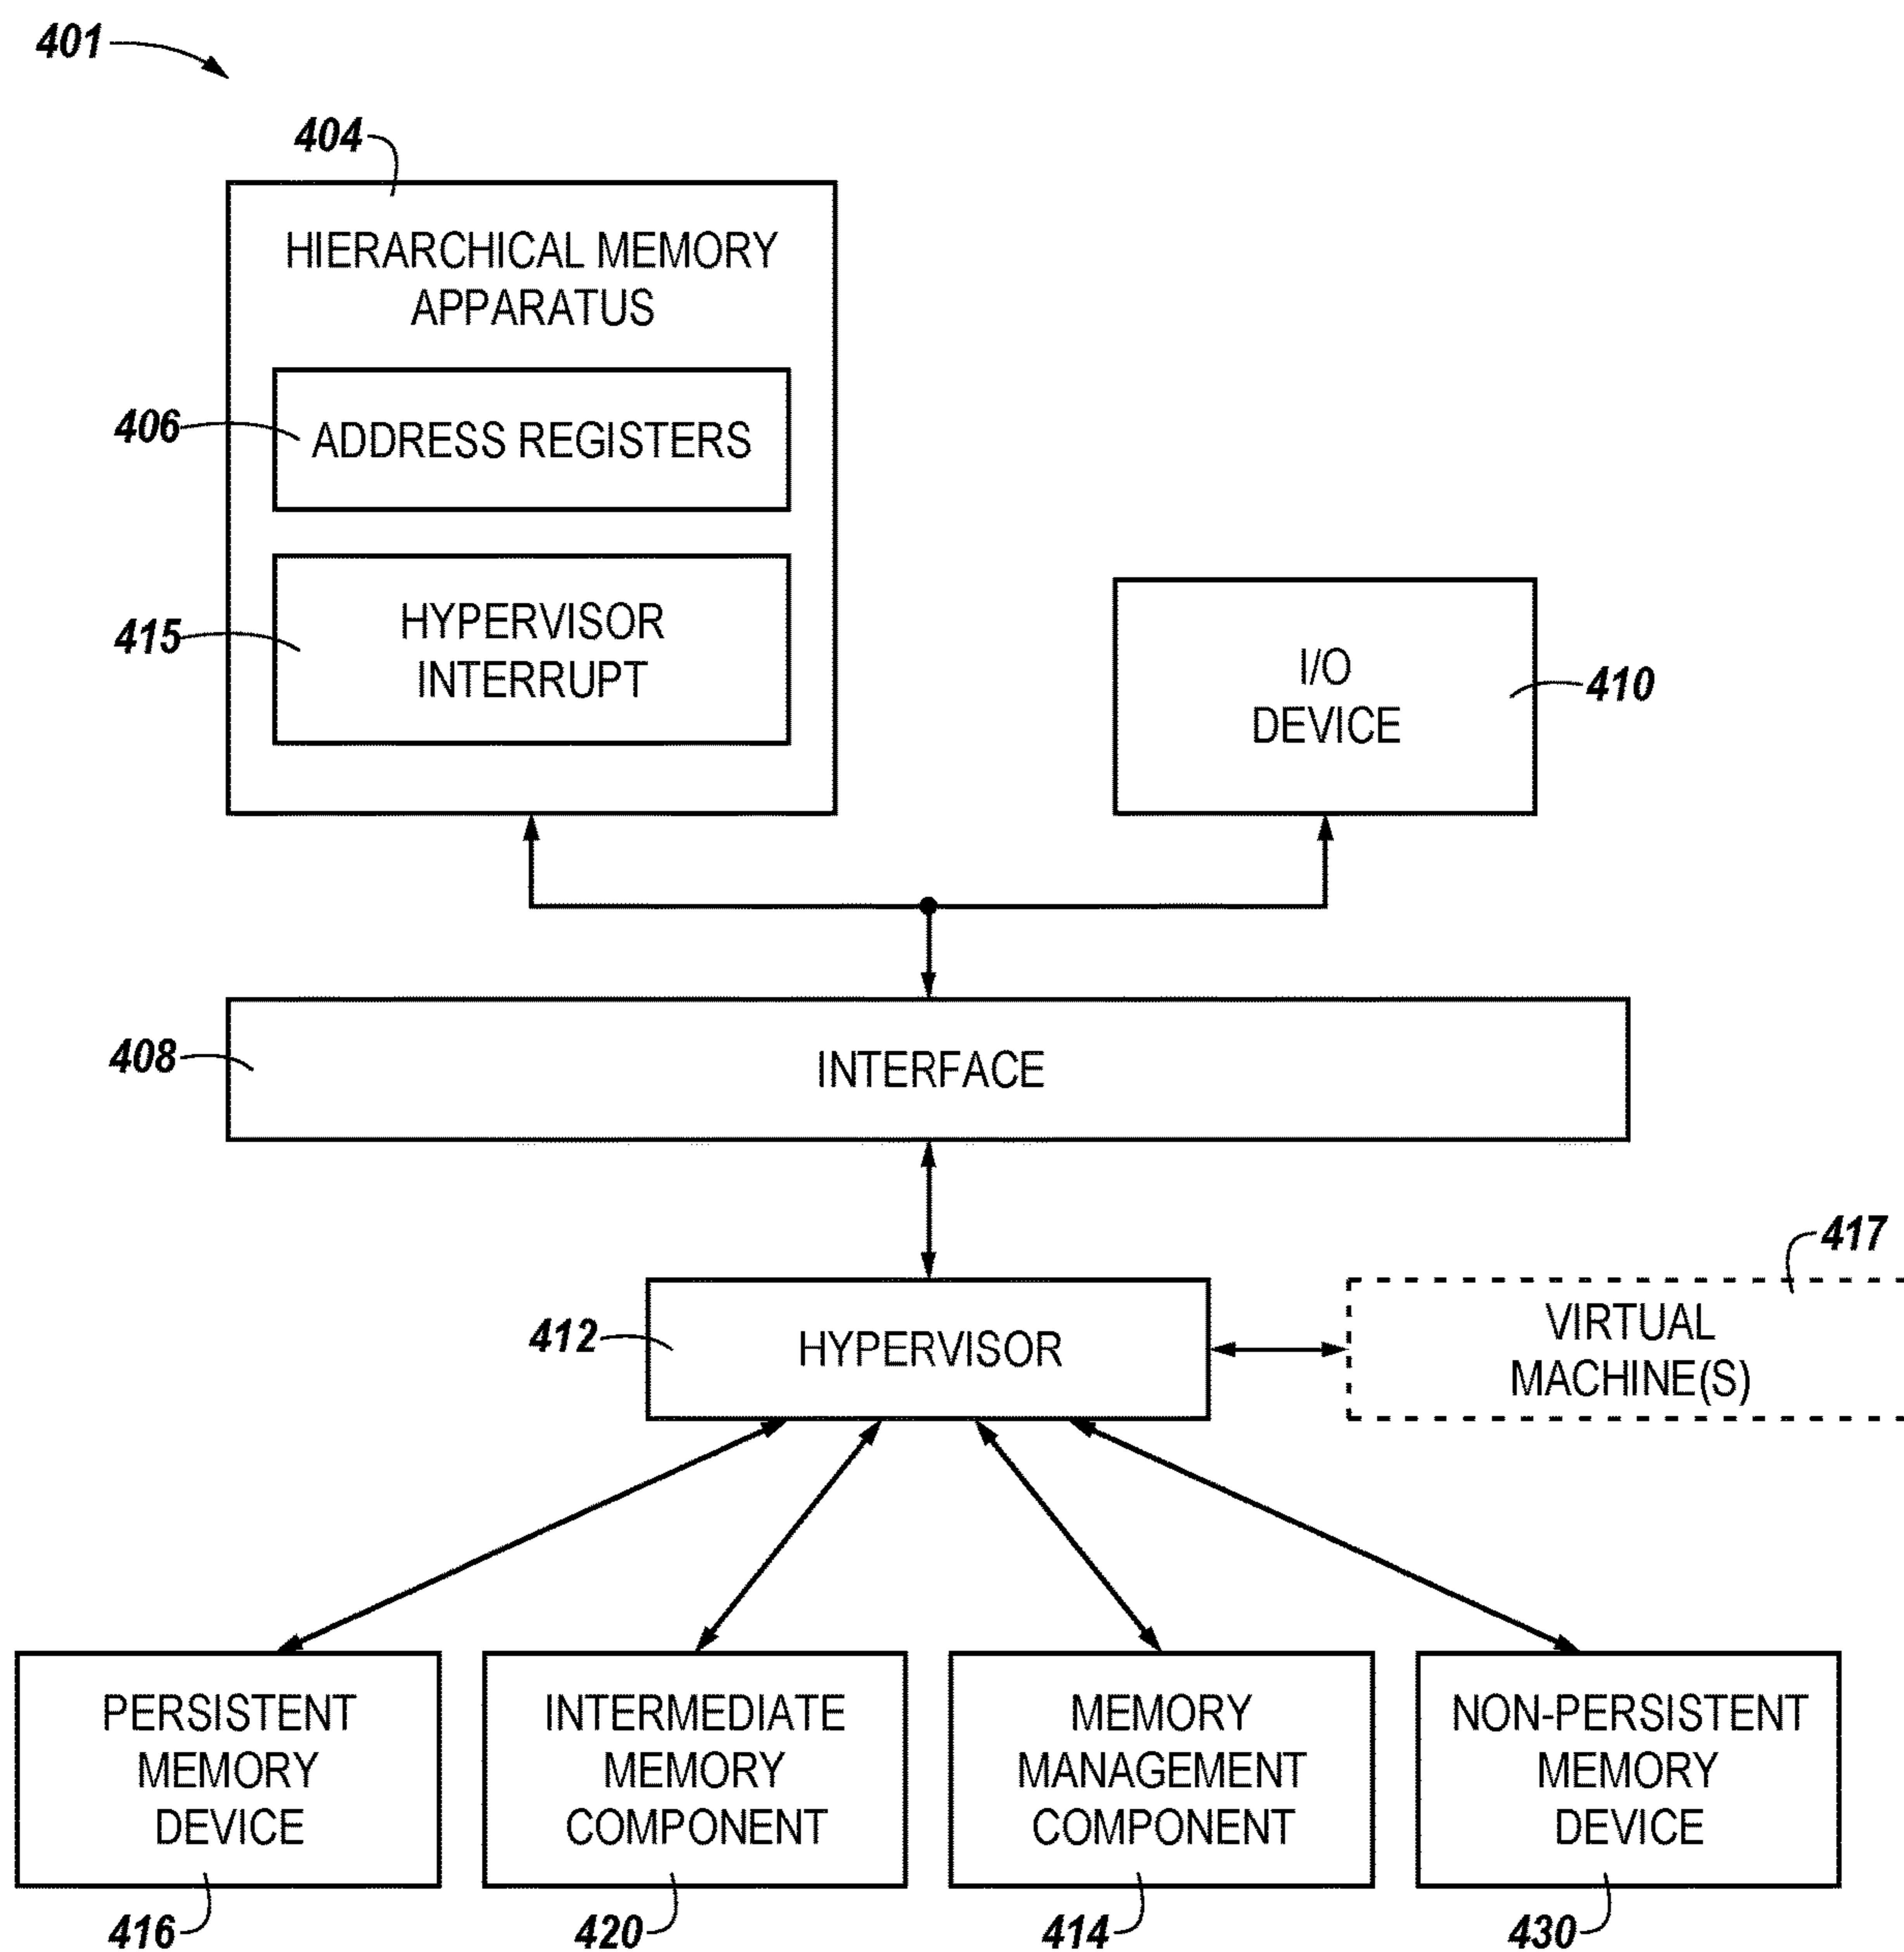 401
404
HIERARCHICAL MEMORY
APPARATUS
406
ADDRESS REGISTERS
415
HYPERVISOR
INTERRUPT
I/O
DEVICE
410
408
INTERFACE
417
412
HYPERVISOR
VIRTUAL
MACHINE(S)
PERSISTENT
MEMORY
DEVICE
INTERMEDIATE
MEMORY
COMPONENT
MEMORY
MANAGEMENT
COMPONENT
NON-PERSISTENT
MEMORY
DEVICE
416
420
414
430